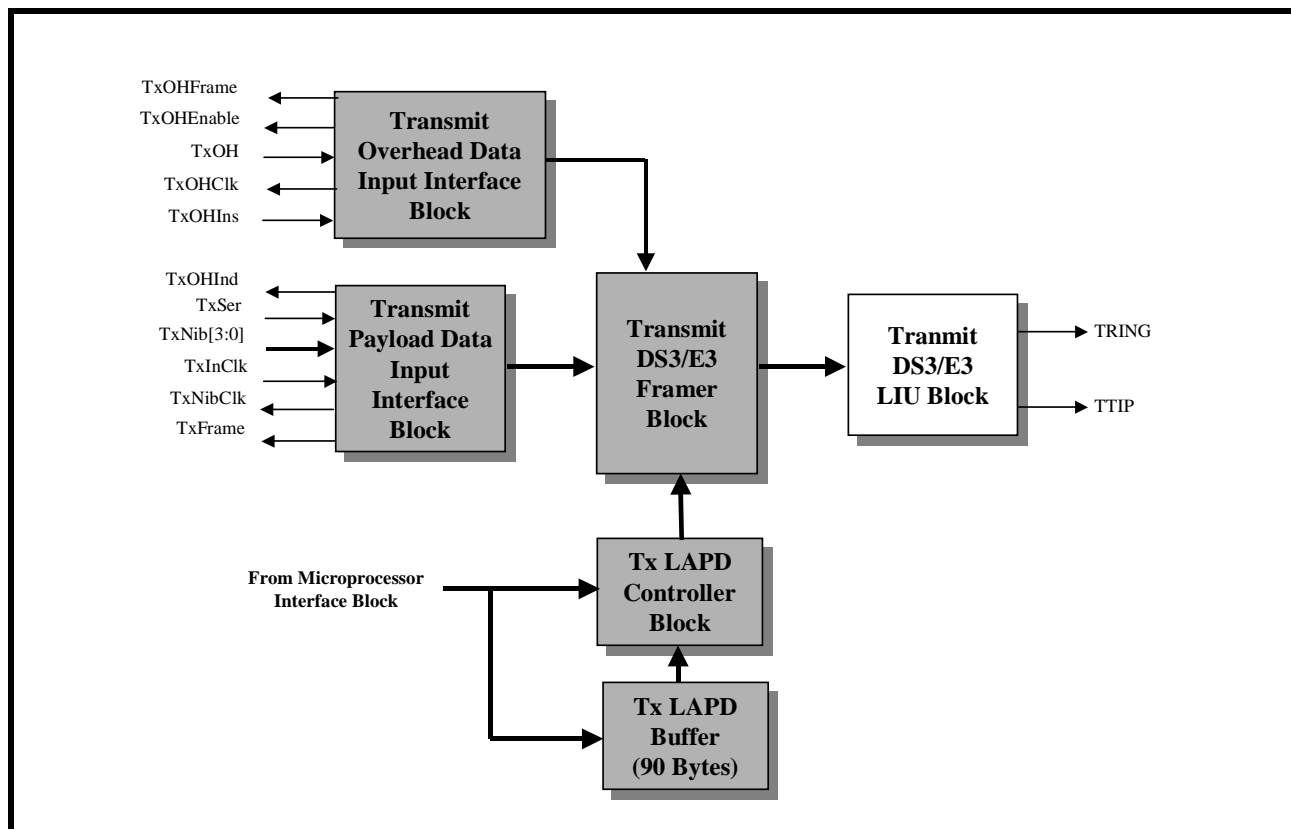 TxOHFrame
TxOHEnable
TxOH
TxOHClk
TxOHIns
Transmit
Overhead Data
Input Interface
Block
TxOHInd
TxSer
TxNib[3:0]
TxInClk
TxNibClk
TxFrame
Transmit
Payload Data
Input
Interface
Block
Transmit
DS3/E3
Framer
Block
Tranmit
DS3/E3
LIU Block
TRING
TTIP
From Microprocessor
Interface Block
Tx LAPD
Controller
Block
Tx LAPD
Buffer
(90 Bytes)